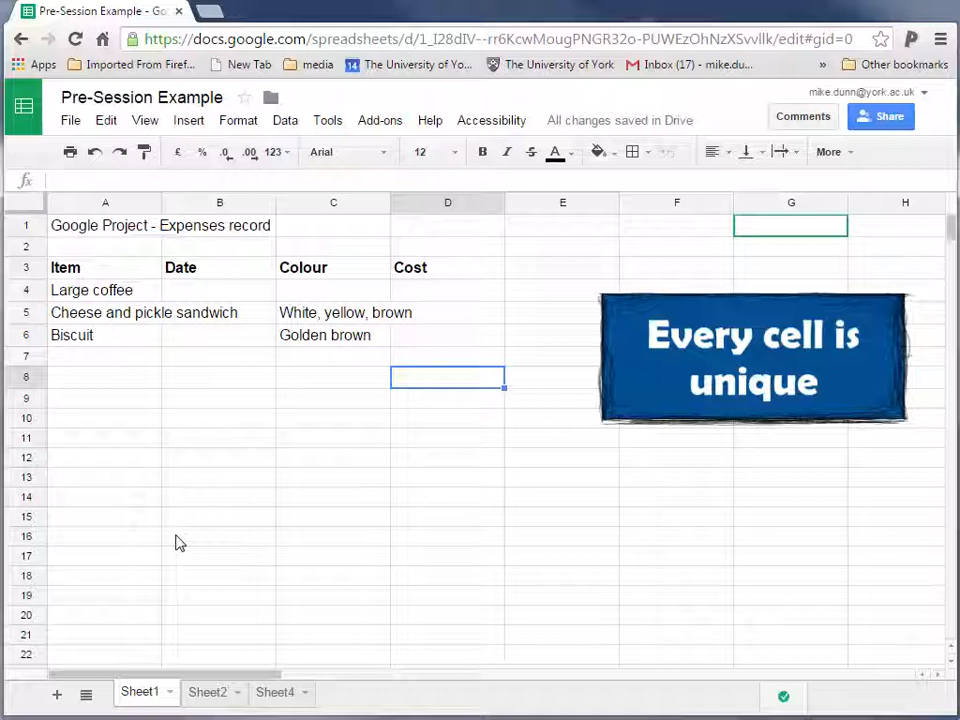 Pre-Session Example - Go
https://docs.google.com/spreadsheets/d/1_I28dIV--rr6KcwMougPNGR32o-PUWEzOhNzXSvvllk/edit#gid=0
Apps Imported From Firef... New Tab media 14 The University of Yo... The University of York Inbox (17) - mike.du... » Other bookmarks
Pre-Session Example
mike.dunn@york.ac.uk
File Edit View Insert Format Data Tools Add-ons Help Accessibility All changes saved in Drive
Comments Share
£ % .0 .00 123 Arial 12 B I S A More
fx
A B C D E F G H
1 Google Project - Expenses record
2
3 Item Date Colour Cost
4 Large coffee
5 Cheese and pickle sandwich White, yellow, brown
6 Biscuit Golden brown
7
8
9
10
11
12
13
14
15
16
17
18
19
20
21
22
Every cell is
unique
+ Sheet1 Sheet2 Sheet4